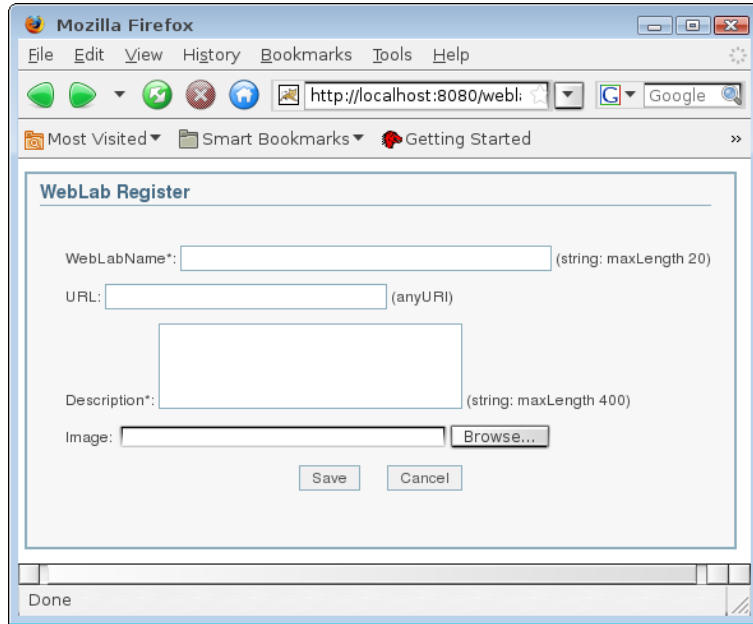 Mozilla Firefox
File Edit View History Bookmarks Tools Help
http://localhost:8080/webl Google
Most Visited Smart Bookmarks Getting Started »
WebLab Register
WebLabName*: (string: maxLength 20)
URL: (anyURI)
Description*: (string: maxLength 400)
Image: Browse...
Save Cancel
Done